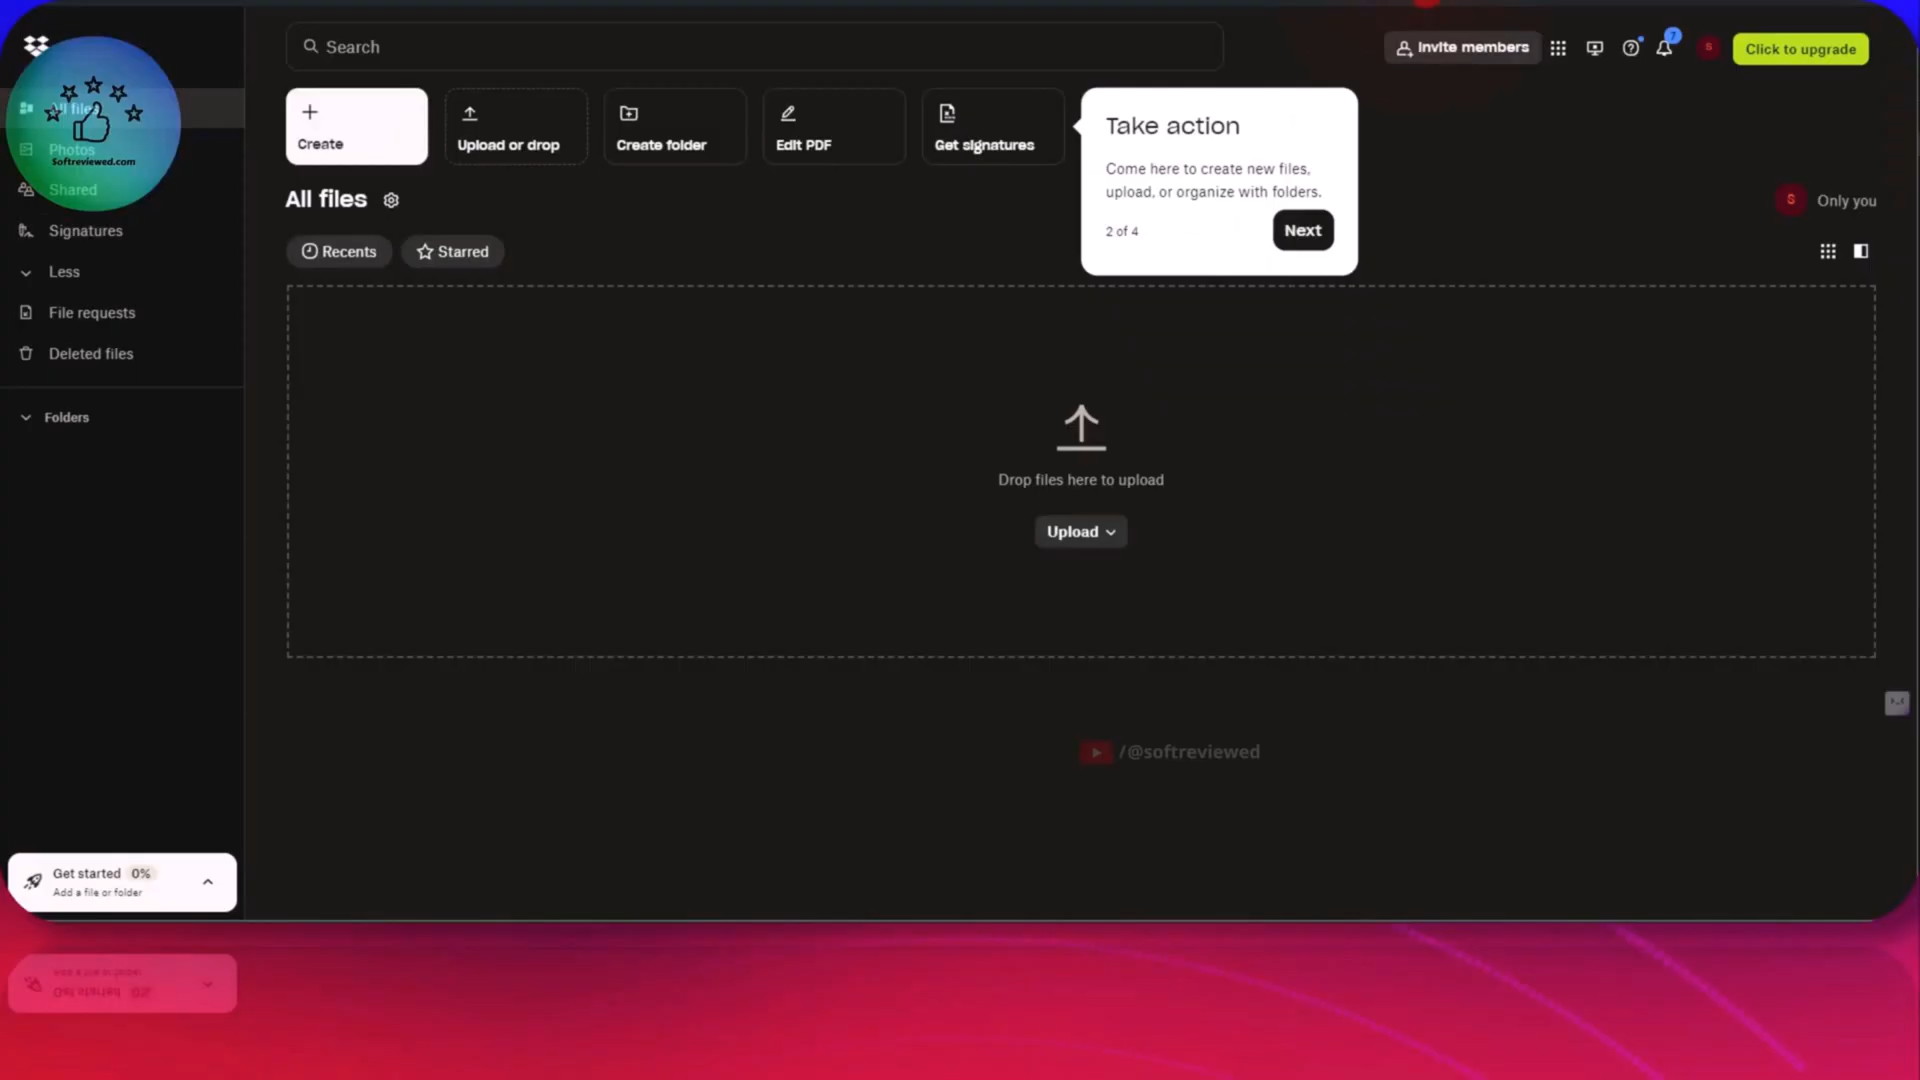 Search
Invite members
7
S
Click to upgrade
Create
Upload or drop
Create folder
Edit PDF
Get signatures
Take action
Come here to create new files,
upload, or organize with folders.
2 of 4
Next
All files
Photos
Softreviewed.com
Shared
Signatures
Less
File requests
Deleted files
Folders
All files
S
Only you
Recents
Starred
Drop files here to upload
Upload
/@softreviewed
Get started 0%
Add a file or folder